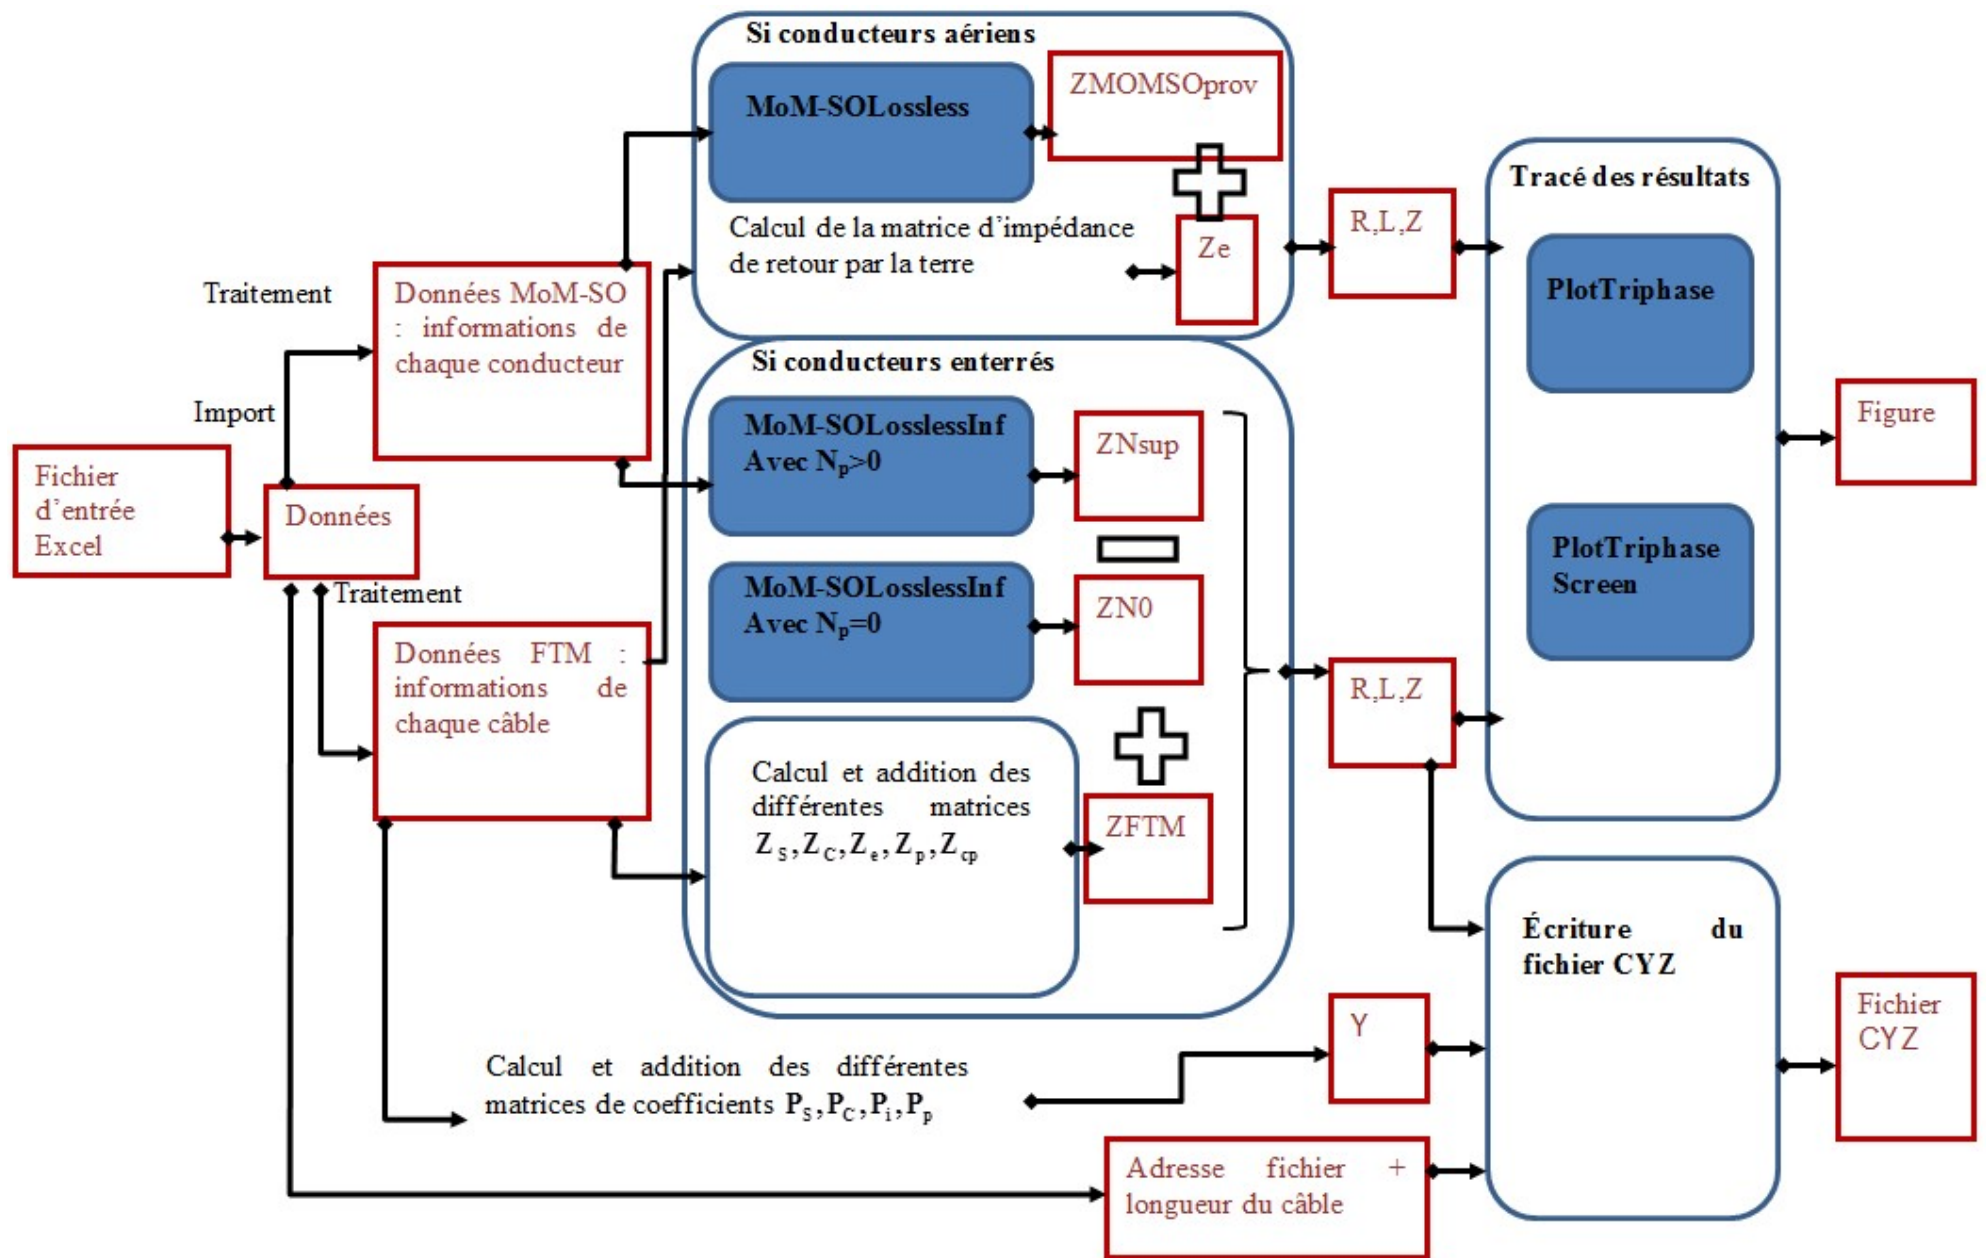 Si conducteurs aériens
MoM-SOLossless
ZMOMSOprov
Calcul de la matrice d'impédance
de retour par la terre
Ze
R,L,Z
Tracé des résultats
PlotTriphase
PlotTriphase
Screen
Figure
Traitement
Données MoM-SO
: informations de
chaque conducteur
Import
Fichier
d'entrée
Excel
Données
Traitement
Données FTM :
informations de
chaque câble
Si conducteurs enterrés
MoM-SOLosslessInf
Avec Np>0
ZNsup
MoM-SOLosslessInf
Avec Np=0
ZN0
Calcul et addition des
différentes matrices
ZS,ZC,Ze,Zp,Zcp
ZFTM
R,L,Z
Écriture du
fichier CYZ
Fichier
CYZ
Calcul et addition des différentes
matrices de coefficients PS,PC,Pi,Pp
Y
Adresse fichier +
longueur du câble